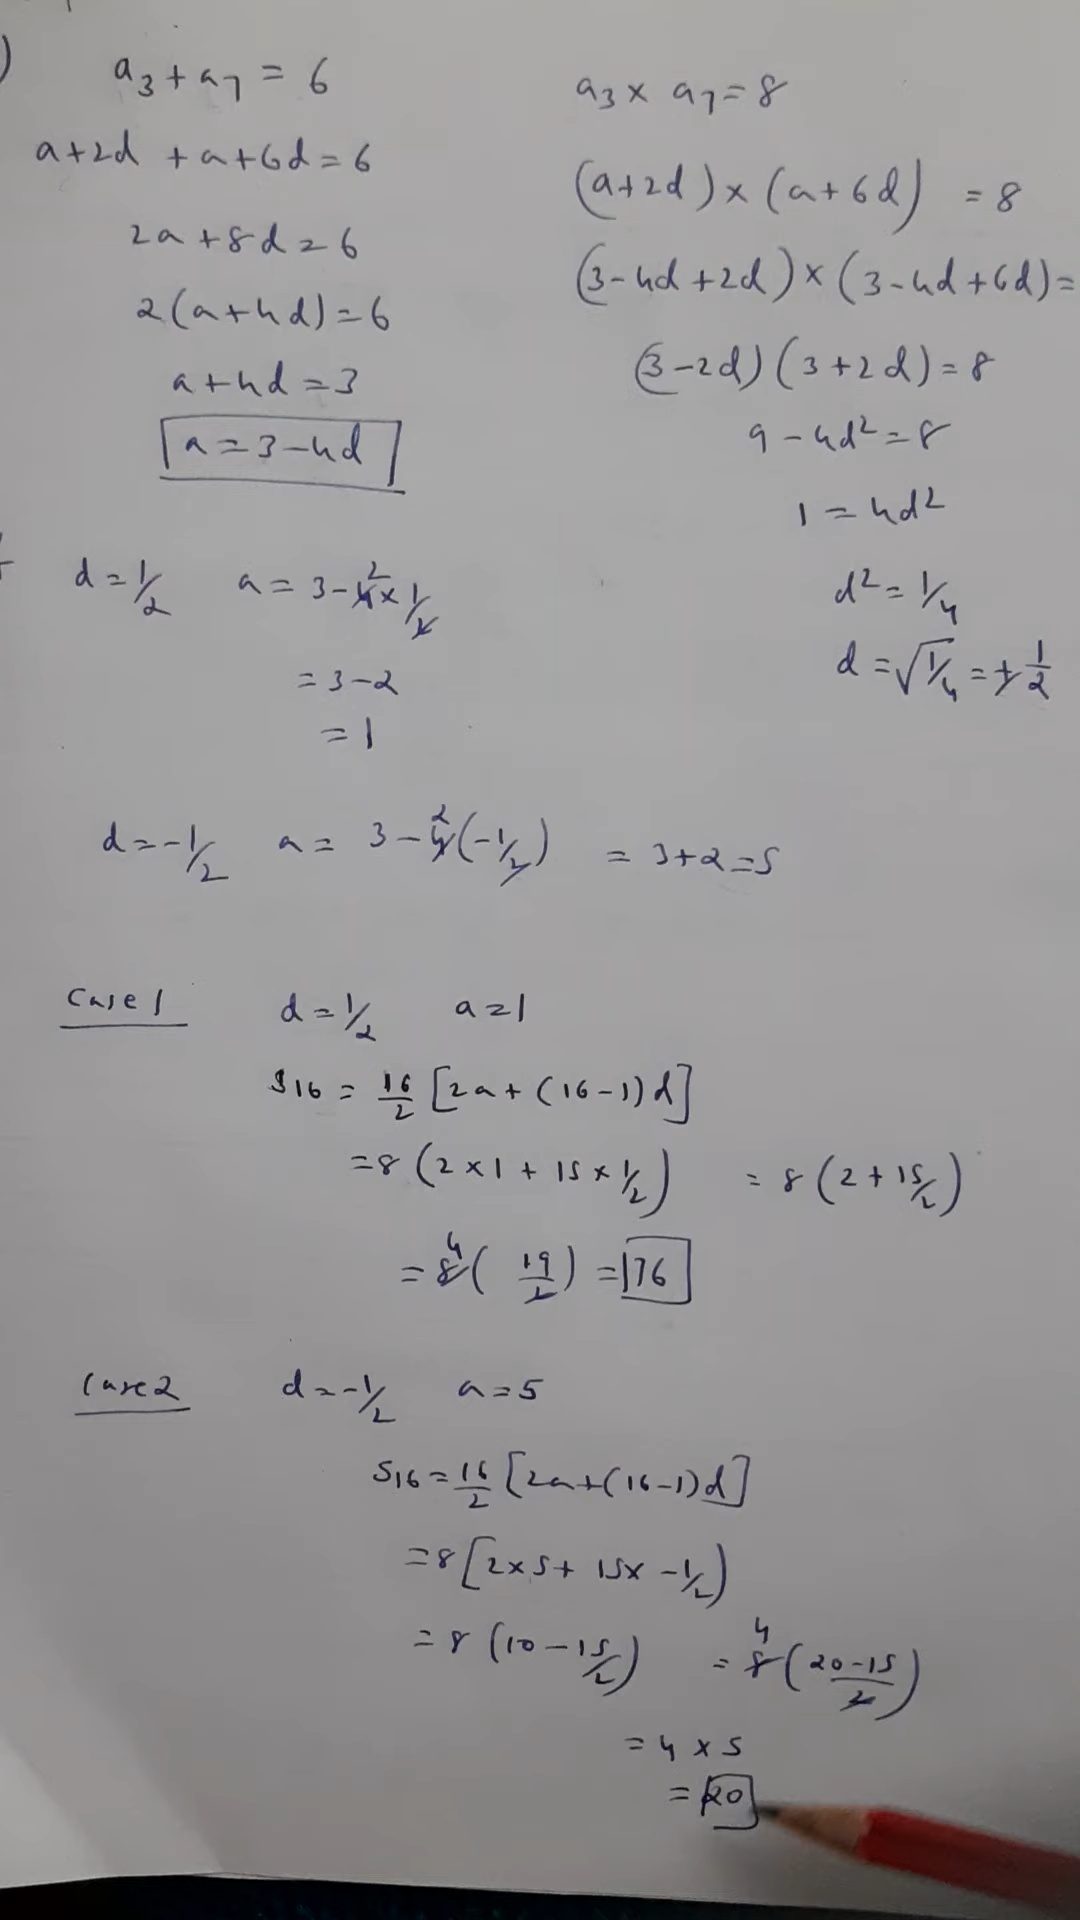 a₃ + a₇ = 6
a+2d + a+6d = 6
2a + 8d = 6
2(a+4d) = 6
a+4d = 3
a = 3-4d
a₃ × a₇ = 8
(a+2d) × (a+6d) = 8
(3-4d+2d) × (3-4d+6d) =
(3-2d)(3+2d) = 8
9 - 4d² = 8
1 = 4d²
d² = 1/4
d = √1/4 = ± 1/2
d = 1/2 a = 3 - 4 2 × 1/2
= 3-2
= 1
d = -1/2 a = 3 - 4 2 (-1/2) = 3+2 = 5
Case 1 d = 1/2 a = 1
S16 = 16/2 [2a + (16-1)d]
= 8 (2×1 + 15 × 1/2) = 8 (2 + 15/2)
= 8 4 ( 19/2 ) = 76
Case 2 d = -1/2 a = 5
S16 = 16/2 [2a+(16-1)d]
= 8 [2×5 + 15× -1/2)
= 8 (10 - 15/2) = 8 4 (20-15/2)
= 4 × 5
= 20